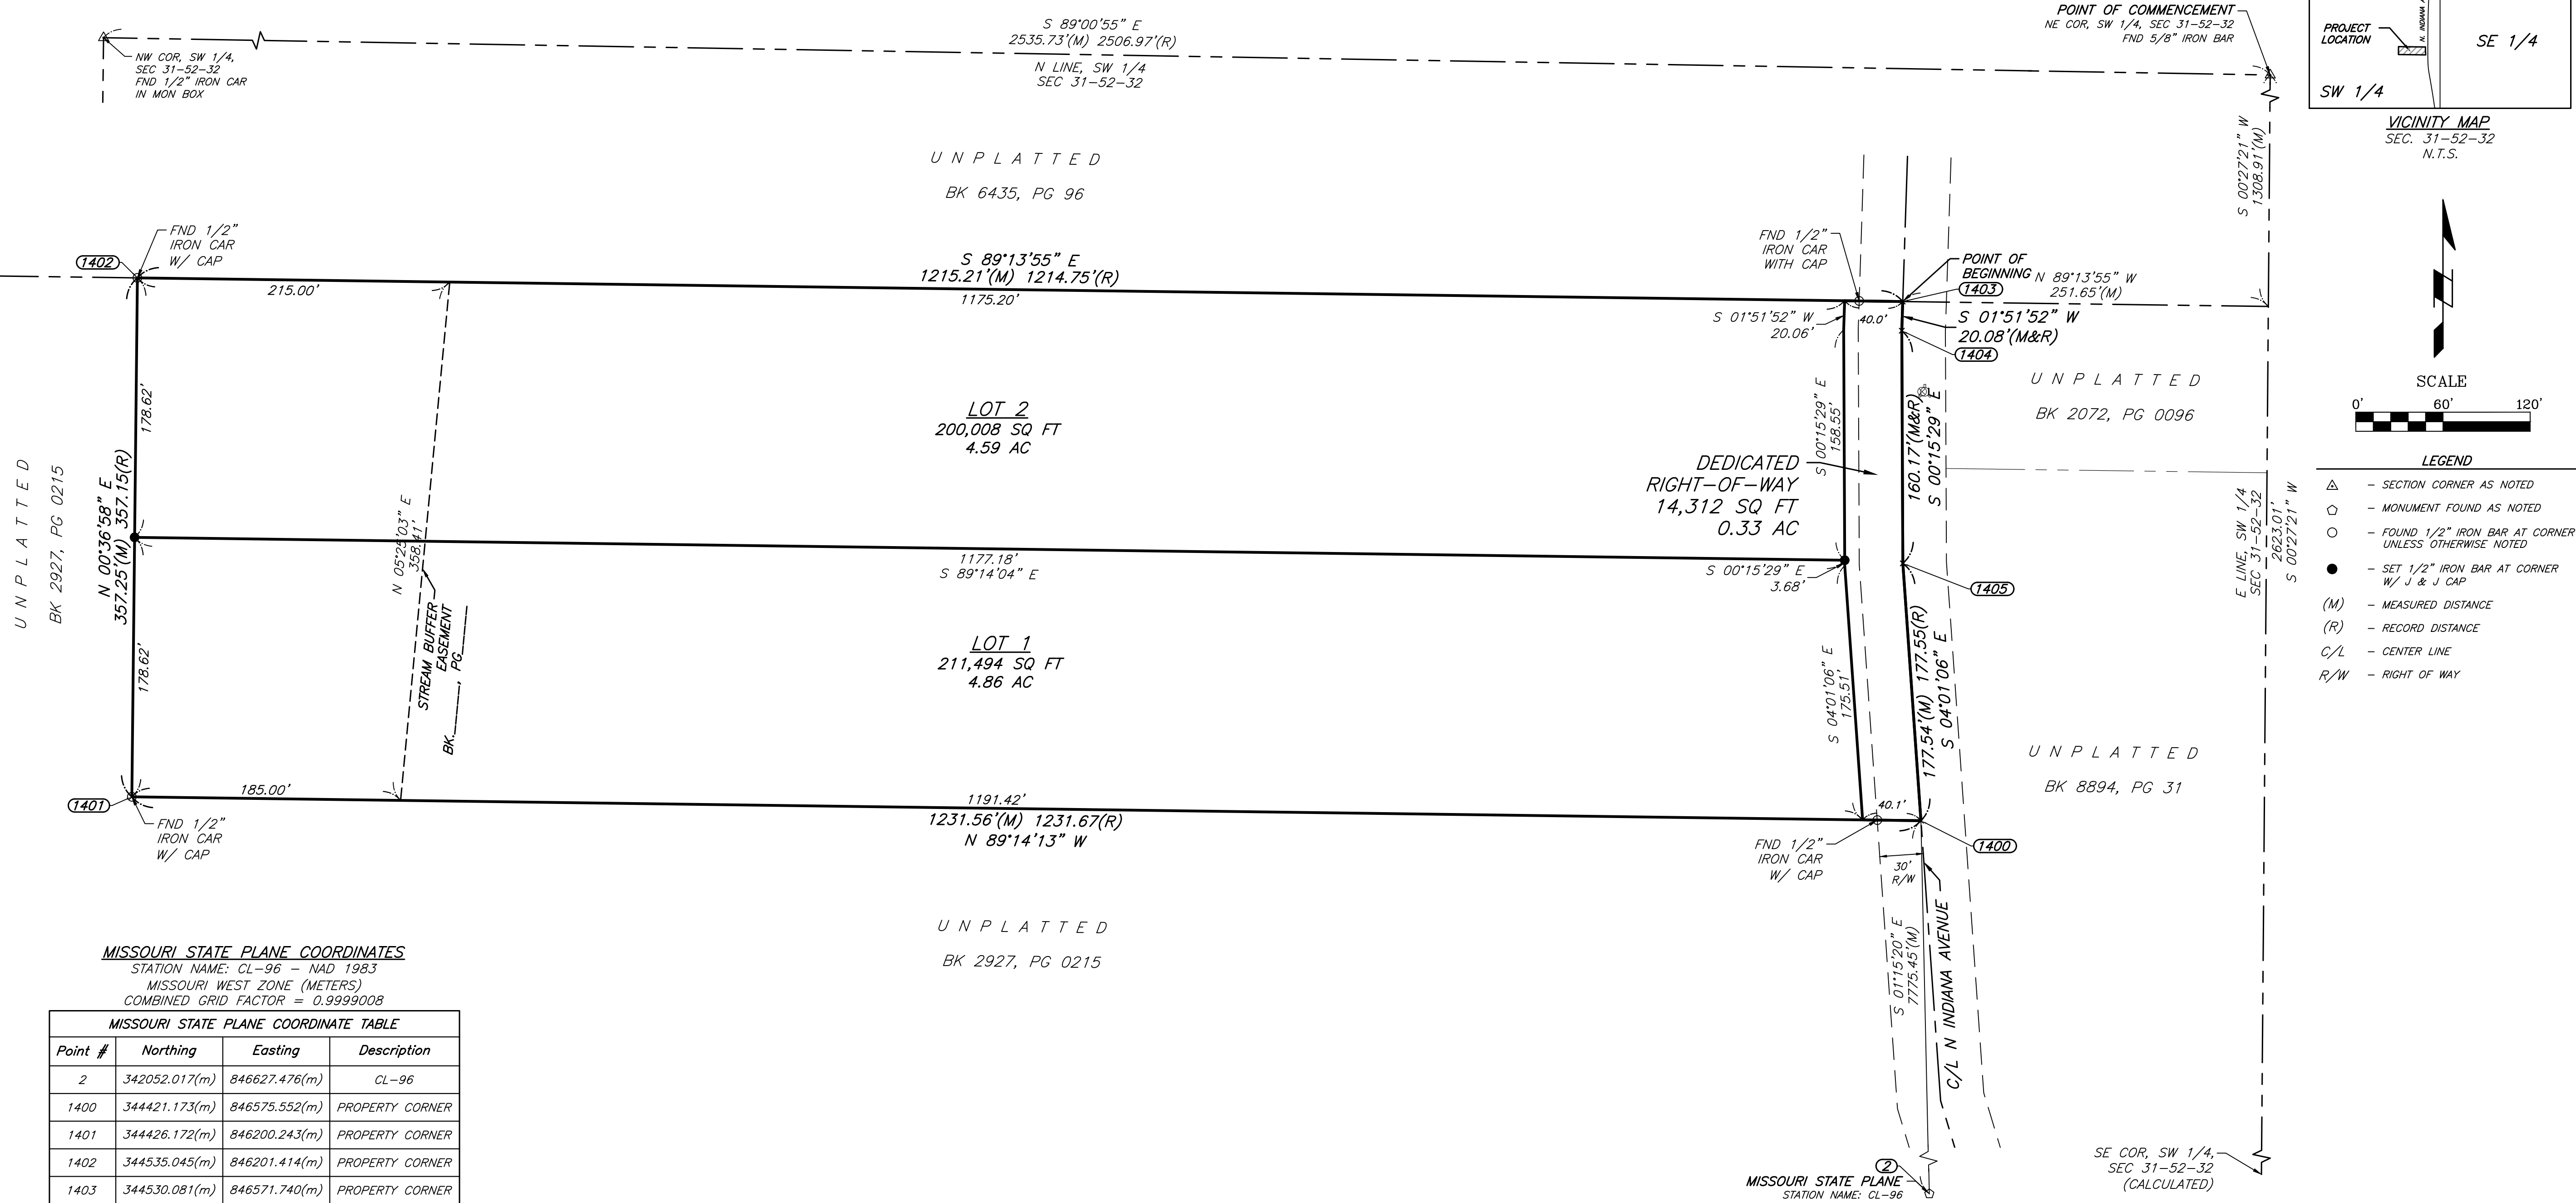 S 89°00'55" E
2535.73'(M) 2506.97'(R)
N LINE, SW 1/4
SEC 31-52-32
NW COR, SW 1/4,
SEC 31-52-32
FND 1/2" IRON CAR
IN MON BOX
POINT OF COMMENCEMENT
NE COR, SW 1/4, SEC 31-52-32
FND 5/8" IRON BAR
PROJECT
LOCATION
N. INDIANA
SE 1/4
SW 1/4
VICINITY MAP
SEC. 31-52-32
N.T.S.
S 00°27'21" W
1308.91'(M)
UNPLATTED
BK 6435, PG 96
FND 1/2"
IRON CAR
W/ CAP
1402
S 89°13'55" E
1215.21'(M) 1214.75'(R)
215.00'
1175.20'
FND 1/2"
IRON CAR
WITH CAP
POINT OF
BEGINNING
N 89°13'55" W
251.65'(M)
1403
S 01°51'52" W
20.06'
40.0'
S 01°51'52" W
20.08'(M&R)
1404
UNPLATTED
BK 2072, PG 0096
SCALE
0' 60' 120'
LEGEND
- SECTION CORNER AS NOTED
- MONUMENT FOUND AS NOTED
- FOUND 1/2" IRON BAR AT CORNER
UNLESS OTHERWISE NOTED
- SET 1/2" IRON BAR AT CORNER
W/ J & J CAP
(M) - MEASURED DISTANCE
(R) - RECORD DISTANCE
C/L - CENTER LINE
R/W - RIGHT OF WAY
178.62'
LOT 2
200,008 SQ FT
4.59 AC
S 00°15'29" E
158.55'
160.17'(M&R)
S 00°15'29" E
DEDICATED
RIGHT-OF-WAY
14,312 SQ FT
0.33 AC
UNPLATTED
BK 2927, PG 0215
N 00°36'58" E
357.25'(M) 357.15(R)
N 05°25'03" E
358.41'
1177.18'
S 89°14'04" E
S 00°15'29" E
3.68'
1405
E LINE, SW 1/4
SEC 31-52-32
2623.01'
S 00°27'21" W
178.62'
STREAM BUFFER
EASEMENT
BK.______, PG______
LOT 1
211,494 SQ FT
4.86 AC
S 04°01'06" E
175.51'
177.54'(M) 177.55(R)
S 04°01'06" E
UNPLATTED
BK 8894, PG 31
185.00'
1401
FND 1/2"
IRON CAR
W/ CAP
1191.42'
1231.56'(M) 1231.67(R)
N 89°14'13" W
40.1'
FND 1/2"
IRON CAR
W/ CAP
1400
30'
R/W
UNPLATTED
BK 2927, PG 0215
S 01°15'20" E
7775.45'(M)
C/L N INDIANA AVENUE
MISSOURI STATE PLANE COORDINATES
STATION NAME: CL-96 - NAD 1983
MISSOURI WEST ZONE (METERS)
COMBINED GRID FACTOR = 0.9999008
MISSOURI STATE PLANE COORDINATE TABLE
Point # Northing Easting Description
2 342052.017(m) 846627.476(m) CL-96
1400 344421.173(m) 846575.552(m) PROPERTY CORNER
1401 344426.172(m) 846200.243(m) PROPERTY CORNER
1402 344535.045(m) 846201.414(m) PROPERTY CORNER
1403 344530.081(m) 846571.740(m) PROPERTY CORNER
2
MISSOURI STATE PLANE
STATION NAME: CL-96
SE COR, SW 1/4,
SEC 31-52-32
(CALCULATED)